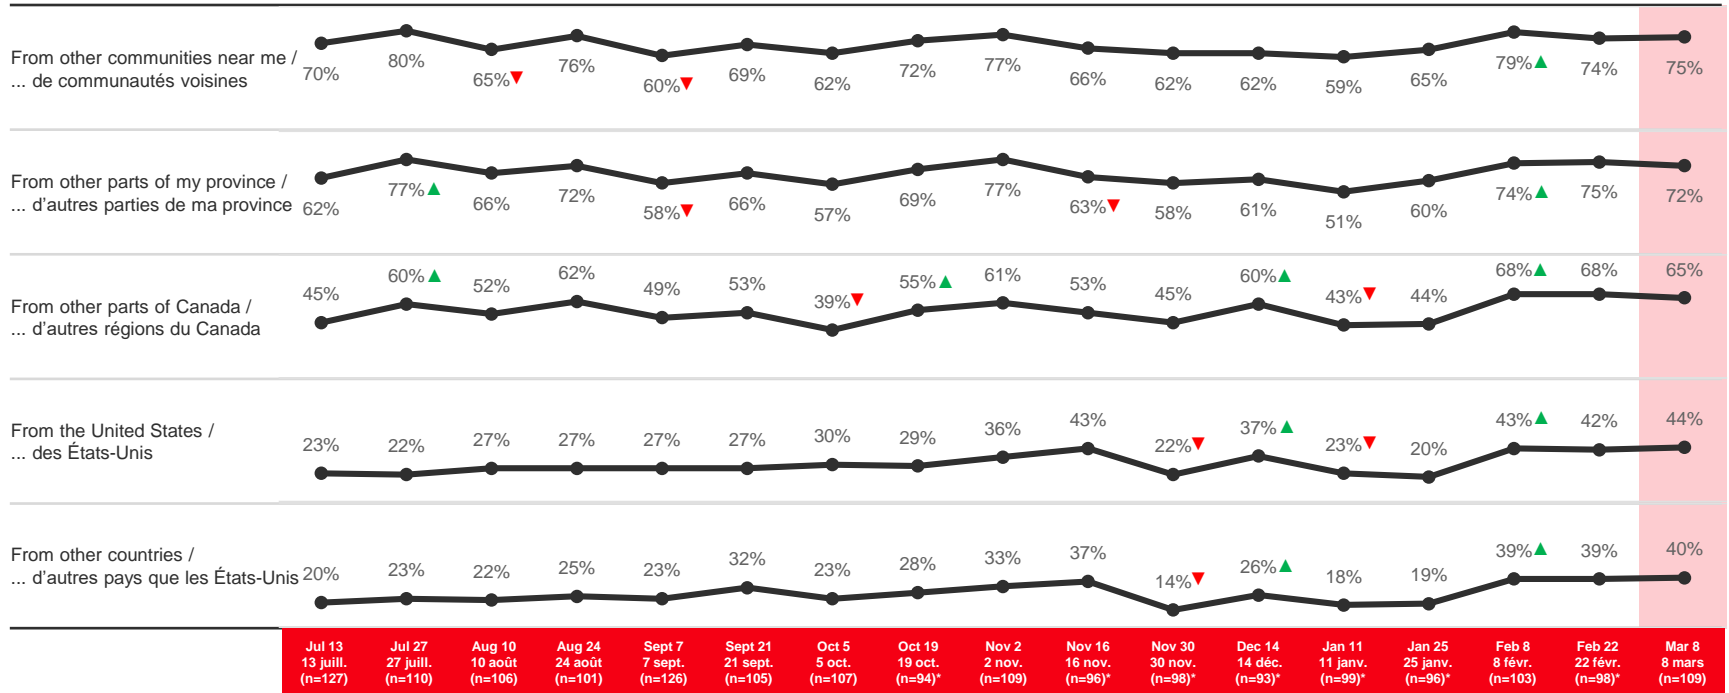 From other communities near me /
... de communautés voisines
70% 80% 65% 76% 60% 69% 62% 72% 77% 66% 62% 62% 59% 65% 79% 74% 75%
From other parts of my province /
... d'autres parties de ma province
62% 77% 66% 72% 58% 66% 57% 69% 77% 63% 58% 61% 51% 60% 74% 75% 72%
From other parts of Canada /
... d'autres régions du Canada
45% 60% 52% 62% 49% 53% 39% 55% 61% 53% 45% 60% 43% 44% 68% 68% 65%
From the United States /
... des États-Unis
23% 22% 27% 27% 27% 27% 30% 29% 36% 43% 22% 37% 23% 20% 43% 42% 44%
From other countries /
... d'autres pays que les États-Unis
20% 23% 22% 25% 23% 32% 23% 28% 33% 37% 14% 26% 18% 19% 39% 39% 40%
Jul 13 Jul 27 Aug 10 Aug 24 Sept 7 Sept 21 Oct 5 Oct 19 Nov 2 Nov 16 Nov 30 Dec 14 Jan 11 Jan 25 Feb 8 Feb 22 Mar 8
13 juill. 27 juill. 10 août 24 août 7 sept. 21 sept. 5 oct. 19 oct. 2 nov. 16 nov. 30 nov. 14 déc. 11 janv. 25 janv. 8 févr. 22 févr. 8 mars
(n=127) (n=110) (n=106) (n=101) (n=126) (n=105) (n=107) (n=94)* (n=109) (n=96)* (n=98)* (n=93)* (n=99)* (n=96)* (n=103) (n=98)* (n=109)